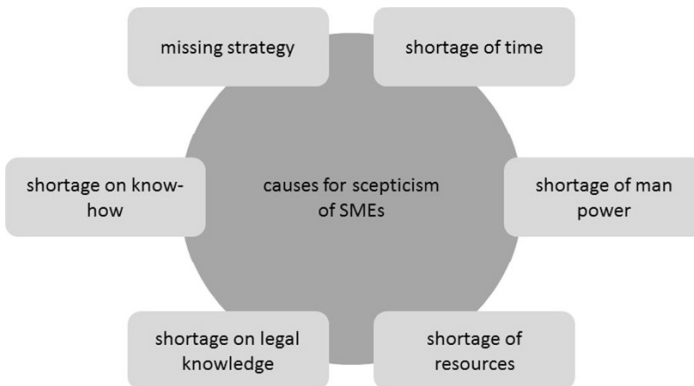 missing strategy
shortage of time
shortage on know-
how
causes for scepticism
of SMEs
shortage of man
power
shortage on legal
knowledge
shortage of
resources